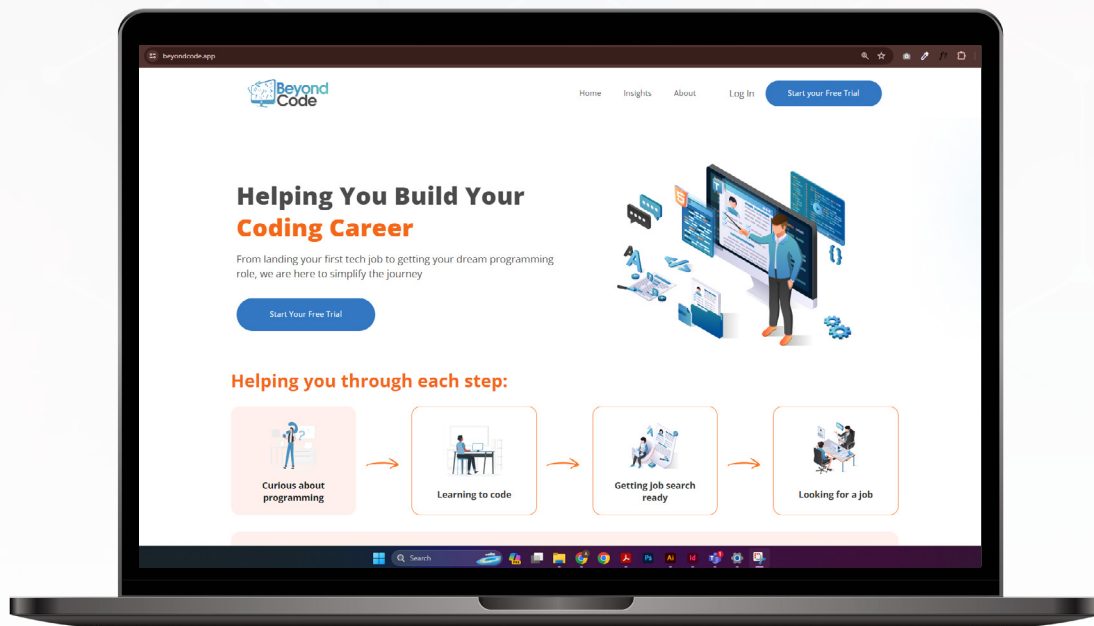 beyondcode.app
Beyond
Code
Home Insights About Log In Start your Free Trial
Helping You Build Your
Coding Career
From landing your first tech job to getting your dream programming
role, we are here to simplify the journey
Start Your Free Trial
Helping you through each step:
Curious about
programming
Learning to code
Getting job search
ready
Looking for a job
Search
Ps Ai Id